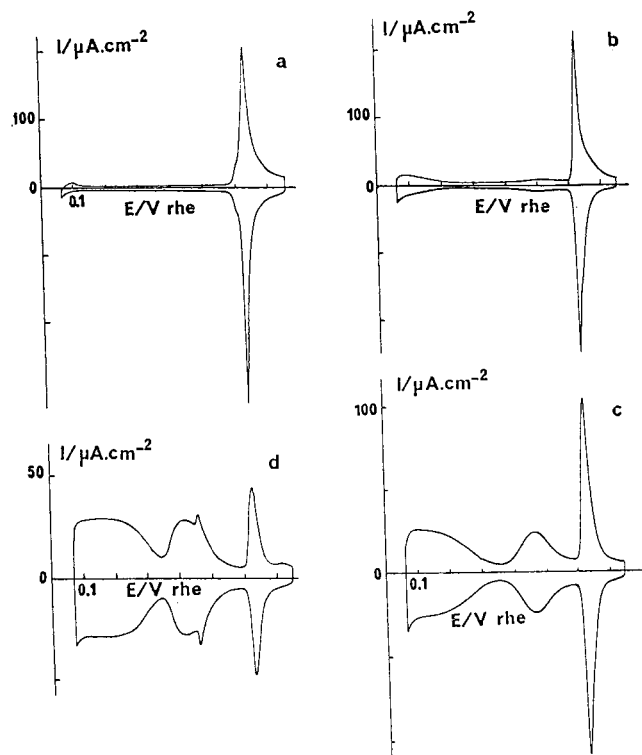 I/µA.cm⁻²
a
100
0
0.1
E/V rhe
I/µA.cm⁻²
b
100
0
E/V rhe
I/µA.cm⁻²
d
50
0
0.1
E/V rhe
I/µA.cm⁻²
c
100
0
0.1
E/V rhe